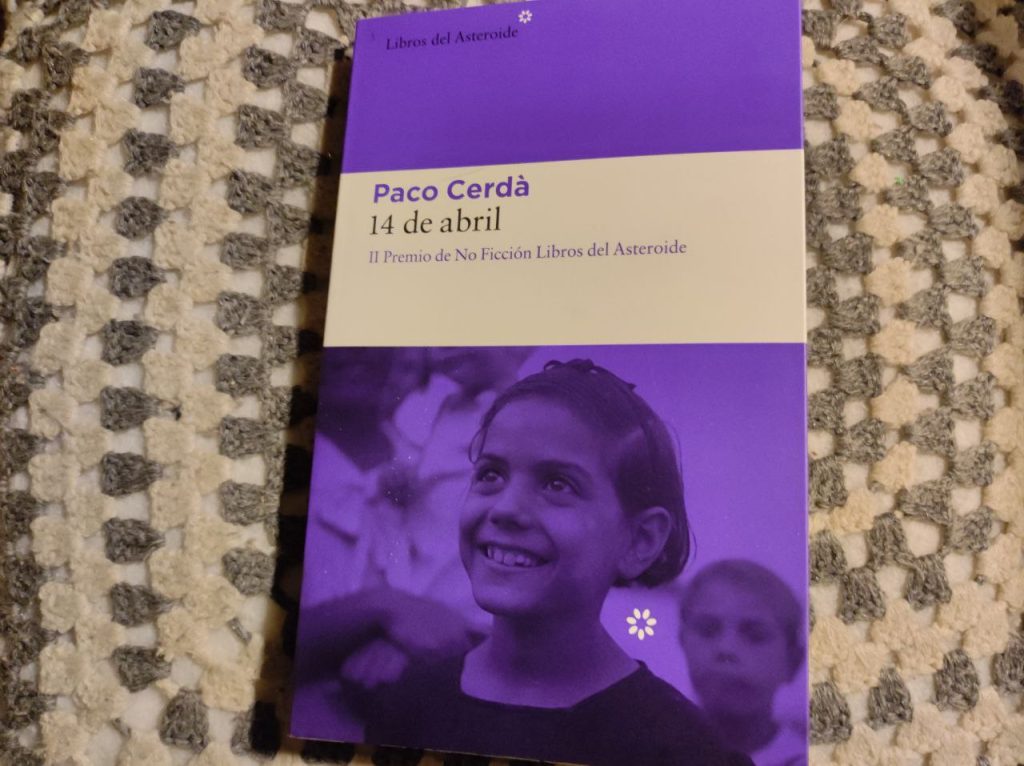 Libros del Asteroide
Paco Cerdà
14 de abril
II Premio de No Ficción Libros del Asteroide